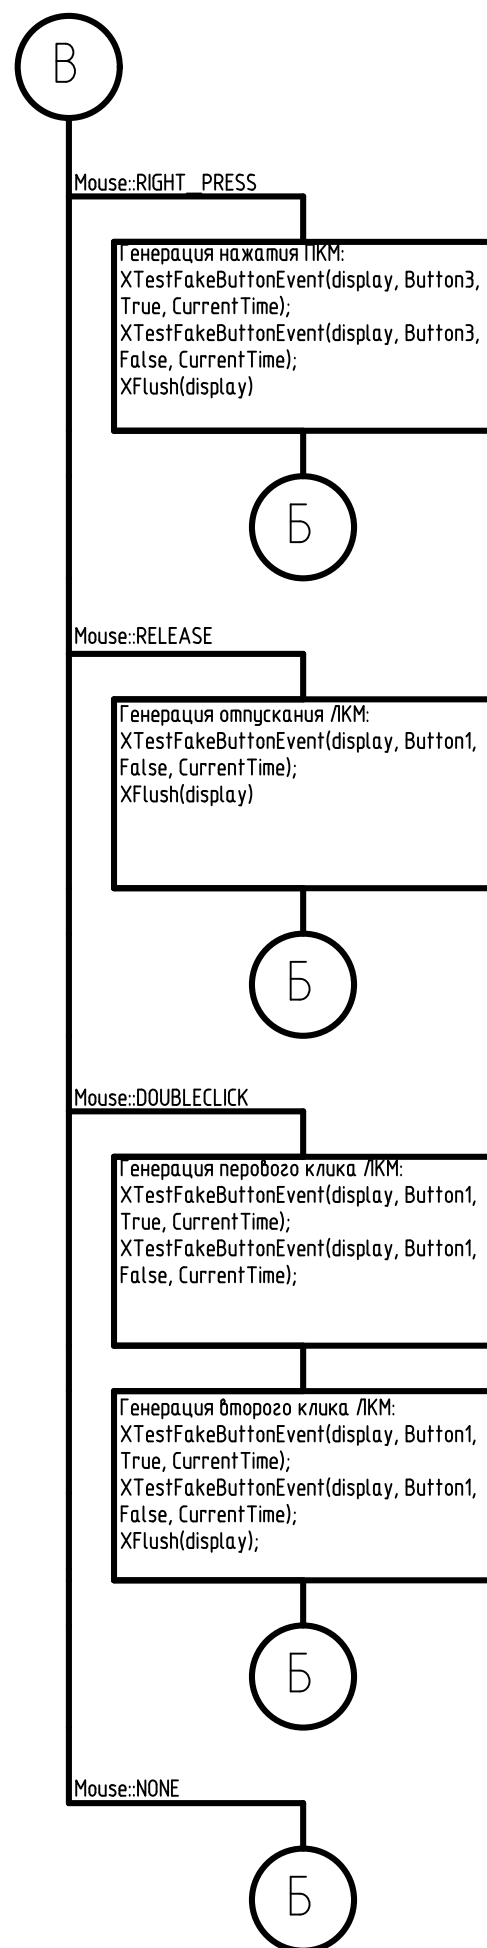 В
Mouse::RIGHT_PRESS
Генерация нажатия ПКМ:
XTestFakeButtonEvent(display, Button3,
True, CurrentTime);
XTestFakeButtonEvent(display, Button3,
False, CurrentTime);
XFlush(display)
Б
Mouse::RELEASE
Генерация отпускания ЛКМ:
XTestFakeButtonEvent(display, Button1,
False, CurrentTime);
XFlush(display)
Б
Mouse::DOUBLECLICK
Генерация перового клика ЛКМ:
XTestFakeButtonEvent(display, Button1,
True, CurrentTime);
XTestFakeButtonEvent(display, Button1,
False, CurrentTime);
Генерация второго клика ЛКМ:
XTestFakeButtonEvent(display, Button1,
True, CurrentTime);
XTestFakeButtonEvent(display, Button1,
False, CurrentTime);
XFlush(display);
Б
Mouse::NONE
Б